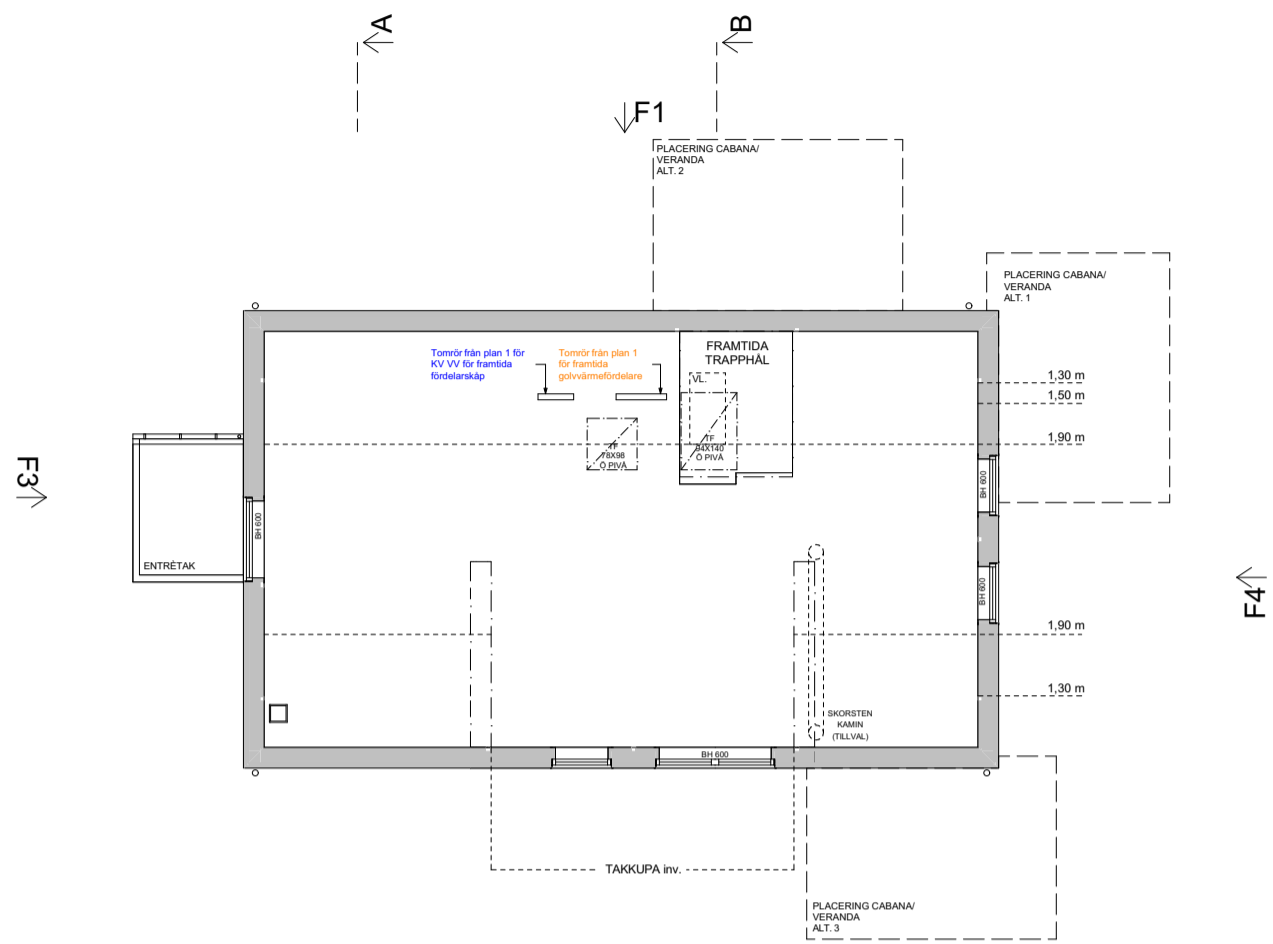 A
B
F1
PLACERING CABANA/
VERANDA
ALT. 2
PLACERING CABANA/
VERANDA
ALT. 1
Tomrör från plan 1 för
KV VV för framtida
fördelarskåp
Tomrör från plan 1
för framtida
golvvärmefördelare
FRAMTIDA
TRAPPHÅL
VL.
TF
94X140
Ö PIVÅ
TF
78X98
Ö PIVÅ
1,30 m
1,50 m
1,90 m
F3
BH 600
BH 600
ENTRÉTAK
BH 600
F4
1,90 m
1,30 m
SKORSTEN
KAMIN
(TILLVAL)
BH 600
TAKKUPA inv.
PLACERING CABANA/
VERANDA
ALT. 3